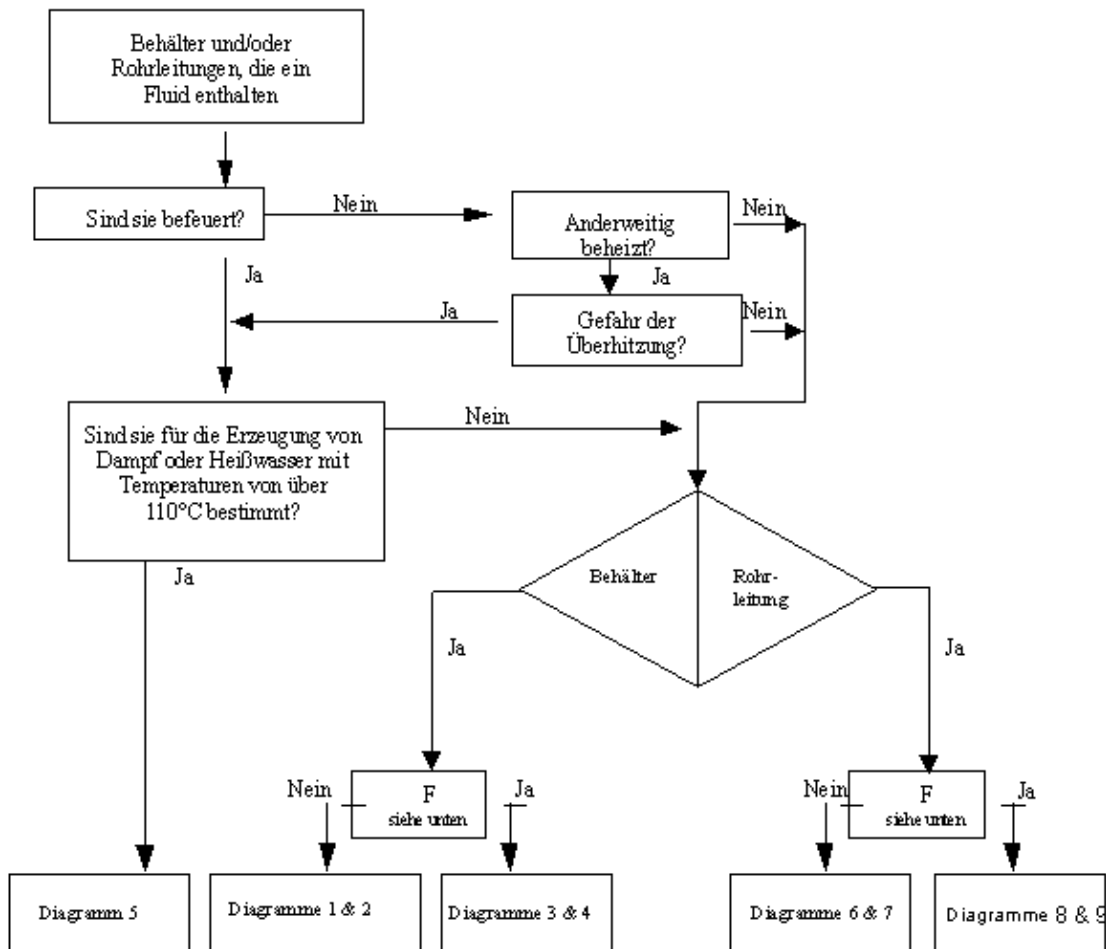 Behälter und/oder
Rohrleitungen, die ein
Fluid enthalten
Sind sie befeuert?
Nein
Anderweitig
beheizt?
Nein
Ja
Ja
Ja
Gefahr der
Überhitzung?
Nein
Sind sie für die Erzeugung von
Dampf oder Heißwasser mit
Temperaturen von über
110°C bestimmt?
Nein
Ja
Behälter
Rohr-
leitung
Ja
Ja
Nein
F
siehe unten
Ja
Nein
F
siehe unten
Ja
Diagramm 5
Diagramme 1 & 2
Diagramme 3 & 4
Diagramme 6 & 7
Diagramme 8 & 9